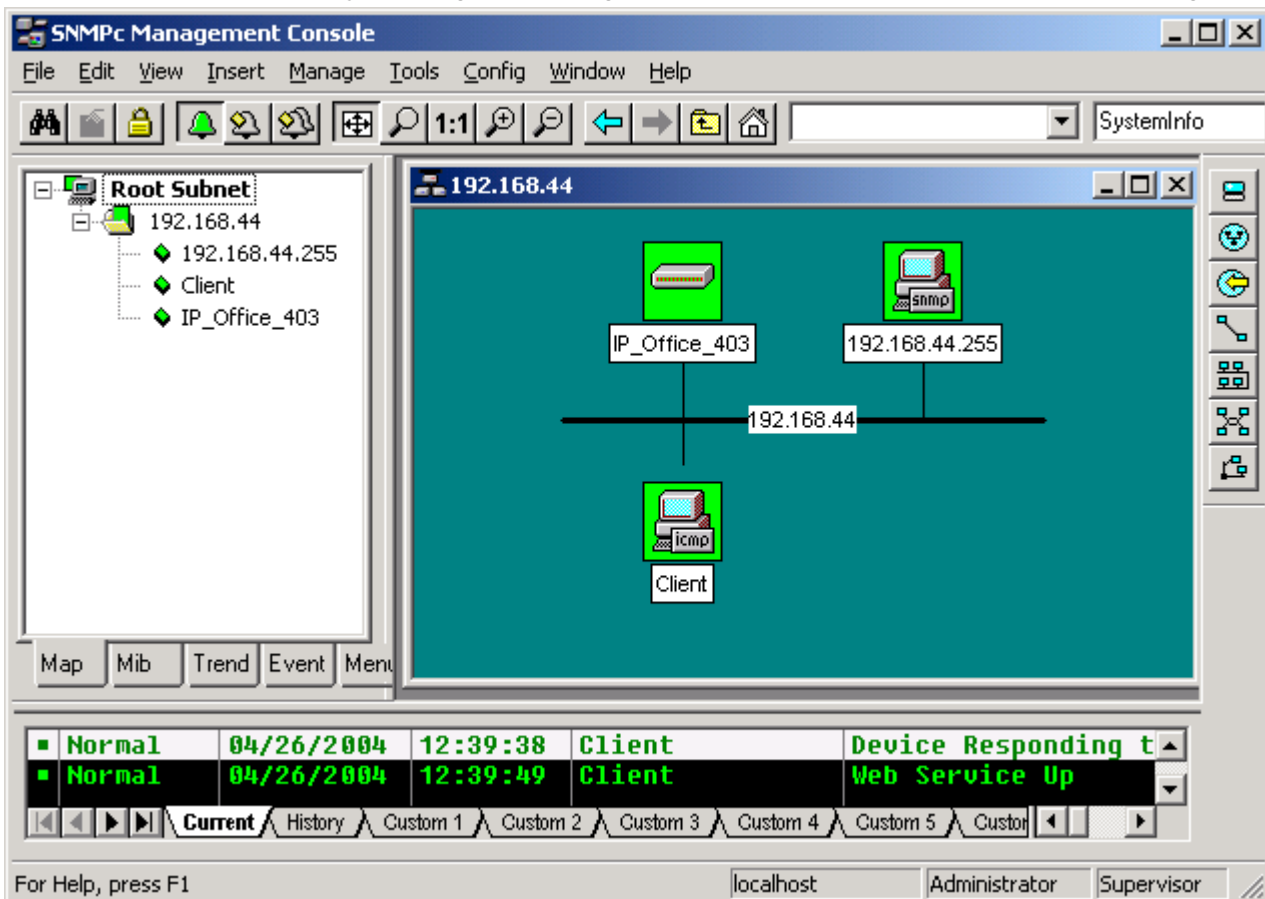 SNMPc Management Console
File Edit View Insert Manage Tools Config Window Help
1:1 SystemInfo
Root Subnet
192.168.44
192.168.44.255
Client
IP_Office_403
Map Mib Trend Event Menu
192.168.44
snmp
IP_Office_403 192.168.44.255
192.168.44
icmp
Client
Normal 04/26/2004 12:39:38 Client Device Responding t
Normal 04/26/2004 12:39:49 Client Web Service Up
Current History Custom 1 Custom 2 Custom 3 Custom 4 Custom 5 Custom
For Help, press F1 localhost Administrator Supervisor